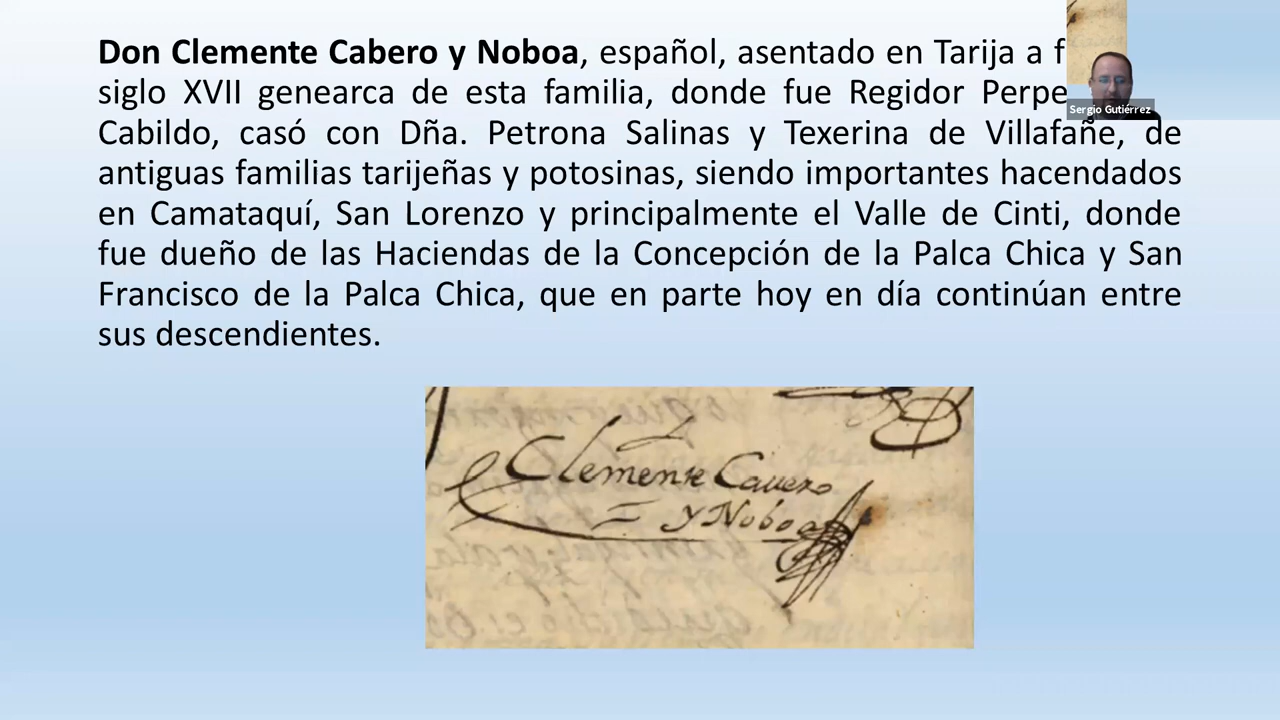 Don Clemente Cabero y Noboa, español, asentado en Tarija a f
siglo XVII genearca de esta familia, donde fue Regidor Perpe
Cabildo, casó con Dña. Petrona Salinas y Texerina de Villafañe, de
antiguas familias tarijeñas y potosinas, siendo importantes hacendados
en Camataquí, San Lorenzo y principalmente el Valle de Cinti, donde
fue dueño de las Haciendas de la Concepción de la Palca Chica y San
Francisco de la Palca Chica, que en parte hoy en día continúan entre
sus descendientes.
Sergio Gutiérrez
Clemente Cavero
y Noboa